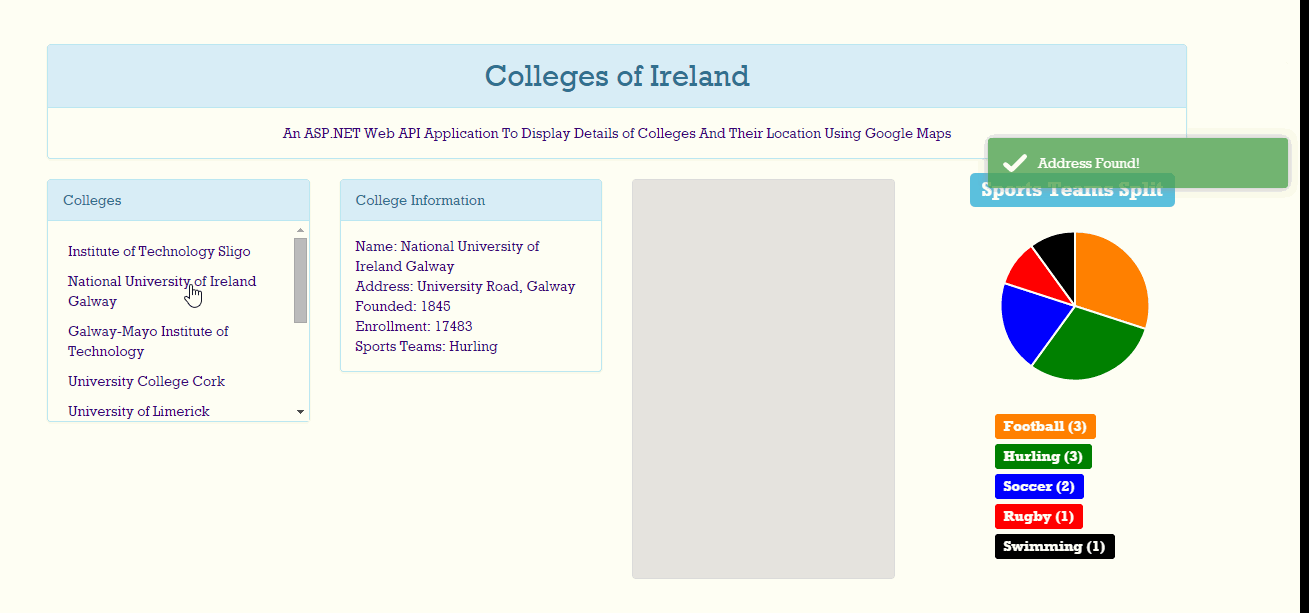 Colleges of Ireland
An ASP.NET Web API Application To Display Details of Colleges And Their Location Using Google Maps
Address Found!
Colleges
Institute of Technology Sligo
National University of Ireland
Galway
Galway-Mayo Institute of
Technology
University College Cork
University of Limerick
College Information
Name: National University of
Ireland Galway
Address: University Road, Galway
Founded: 1845
Enrollment: 17483
Sports Teams: Hurling
Sports Teams Split
Football (3)
Hurling (3)
Soccer (2)
Rugby (1)
Swimming (1)